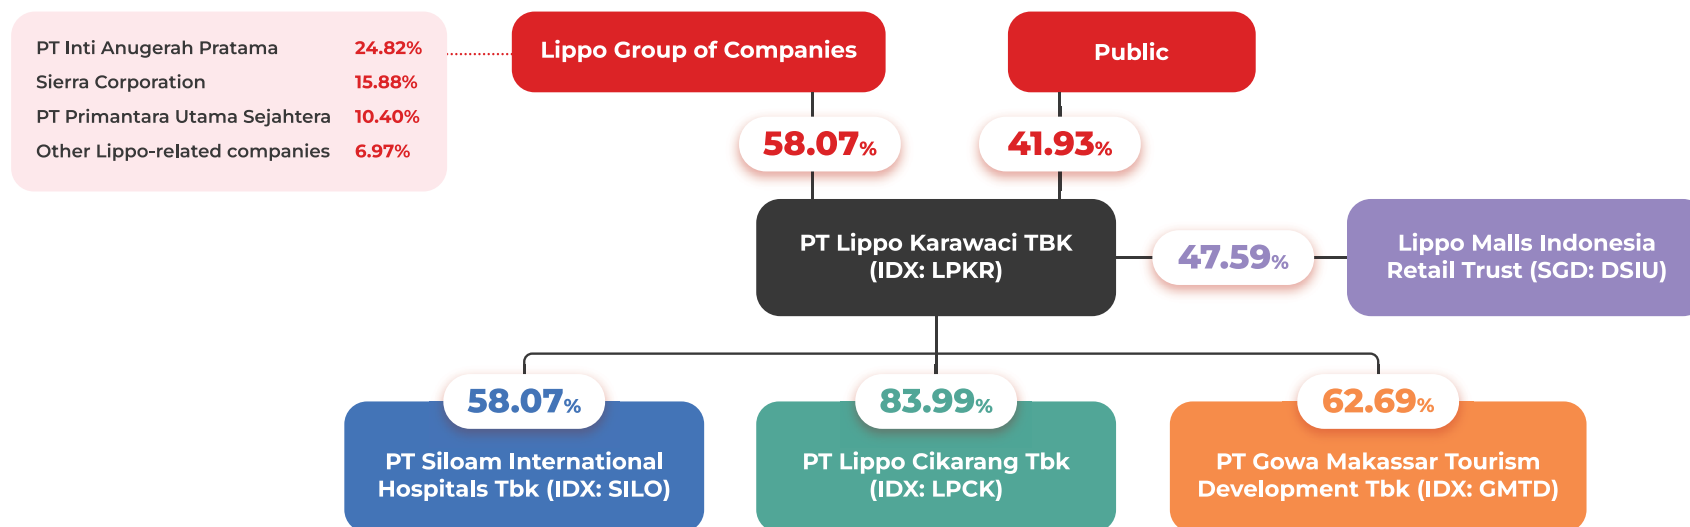 PT Inti Anugerah Pratama 24.82%
Sierra Corporation 15.88%
PT Primantara Utama Sejahtera 10.40%
Other Lippo-related companies 6.97%
Lippo Group of Companies
Public
58.07%
41.93%
PT Lippo Karawaci TBK
(IDX: LPKR)
47.59%
Lippo Malls Indonesia
Retail Trust (SGD: DSIU)
58.07%
83.99%
62.69%
PT Siloam International
Hospitals Tbk (IDX: SILO)
PT Lippo Cikarang Tbk
(IDX: LPCK)
PT Gowa Makassar Tourism
Development Tbk (IDX: GMTD)